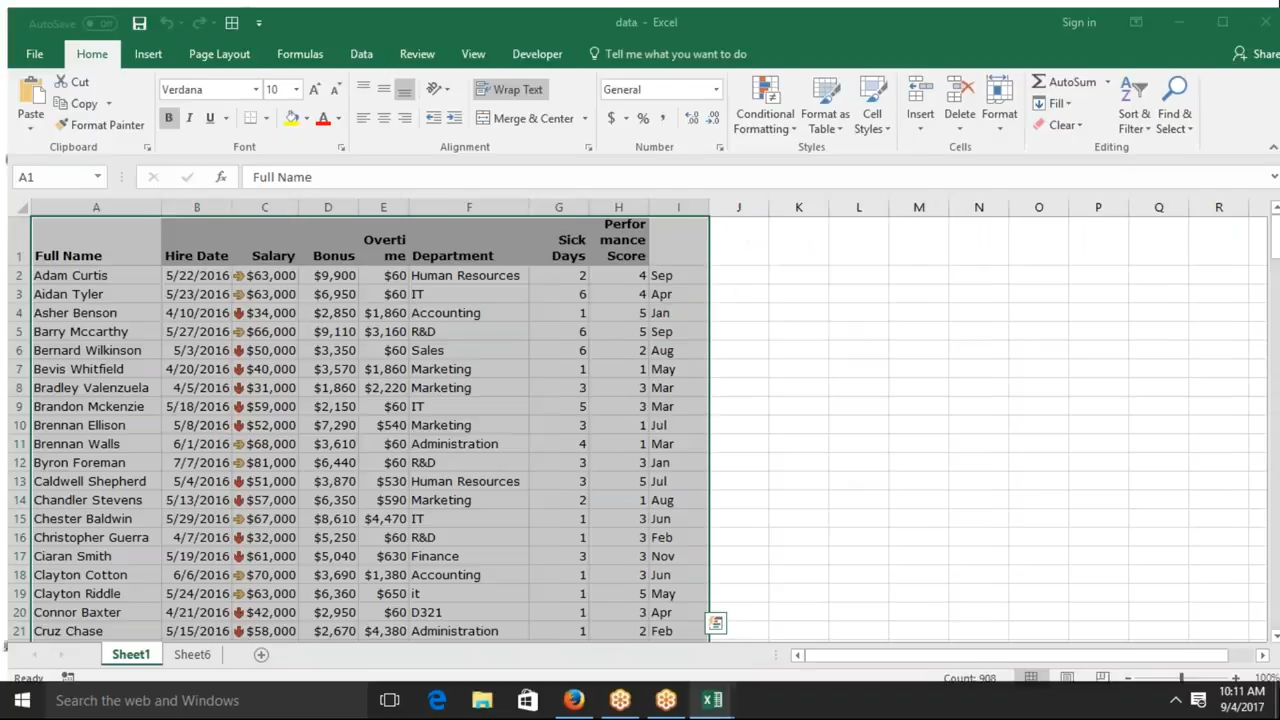 AutoSave Off data - Excel Sign in
File Home Insert Page Layout Formulas Data Review View Developer Tell me what you want to do Share
Paste Cut Copy Format Painter Clipboard
Verdana 10 B I U A Font
Wrap Text Merge & Center Alignment
General $ % , Number
Conditional Formatting Format as Table Cell Styles Styles
Insert Delete Format Cells
AutoSum Fill Clear Sort & Filter Find & Select Editing
A1 fx Full Name
A B C D E F G H I J K L M N O P Q R
1 Full Name Hire Date Salary Bonus Overtime Department Sick Days Performance Score
2 Adam Curtis 5/22/2016 $63,000 $9,900 $60 Human Resources 2 4 Sep
3 Aidan Tyler 5/23/2016 $63,000 $6,950 $60 IT 6 4 Apr
4 Asher Benson 4/10/2016 $34,000 $2,850 $1,860 Accounting 1 5 Jan
5 Barry Mccarthy 5/27/2016 $66,000 $9,110 $3,160 R&D 6 5 Sep
6 Bernard Wilkinson 5/3/2016 $50,000 $3,350 $60 Sales 6 2 Aug
7 Bevis Whitfield 4/20/2016 $40,000 $3,570 $1,860 Marketing 1 1 May
8 Bradley Valenzuela 4/5/2016 $31,000 $1,860 $2,220 Marketing 3 3 Mar
9 Brandon Mckenzie 5/18/2016 $59,000 $2,150 $60 IT 5 3 Mar
10 Brennan Ellison 5/8/2016 $52,000 $7,290 $540 Marketing 3 1 Jul
11 Brennan Walls 6/1/2016 $68,000 $3,610 $60 Administration 4 1 Mar
12 Byron Foreman 7/7/2016 $81,000 $6,440 $60 R&D 3 3 Jan
13 Caldwell Shepherd 5/4/2016 $51,000 $3,870 $530 Human Resources 3 5 Jul
14 Chandler Stevens 5/13/2016 $57,000 $6,350 $590 Marketing 2 1 Aug
15 Chester Baldwin 5/29/2016 $67,000 $8,610 $4,470 IT 1 3 Jun
16 Christopher Guerra 4/7/2016 $32,000 $5,250 $60 R&D 1 3 Feb
17 Ciaran Smith 5/19/2016 $61,000 $5,040 $630 Finance 3 3 Nov
18 Clayton Cotton 6/6/2016 $70,000 $3,690 $1,380 Accounting 1 3 Jun
19 Clayton Riddle 5/24/2016 $63,000 $6,360 $650 it 1 5 May
20 Connor Baxter 4/21/2016 $42,000 $2,950 $60 D321 1 3 Apr
21 Cruz Chase 5/15/2016 $58,000 $2,670 $4,380 Administration 1 2 Feb
Sheet1 Sheet6
Ready Count: 908 100%
Search the web and Windows 10:11 AM
9/4/2017